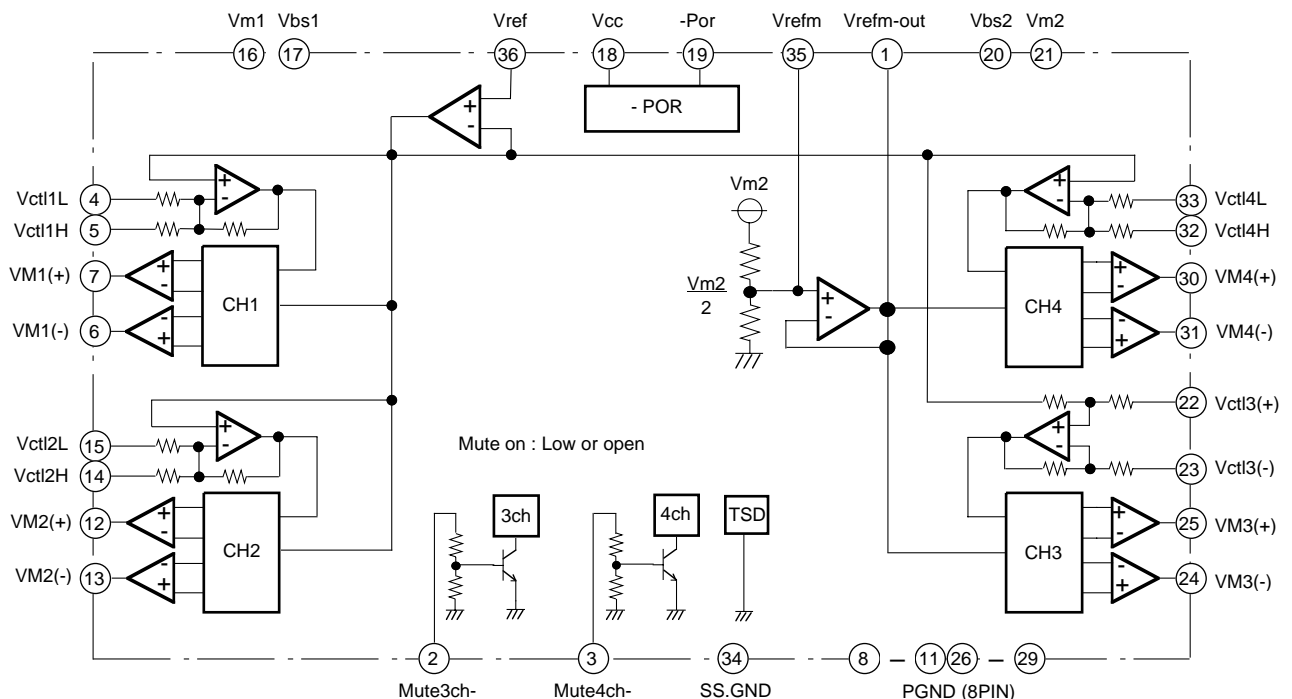 Vm1 Vbs1 Vref Vcc -Por Vrefm Vrefm-out Vbs2 Vm2
16 17 36 18 19 35 1 20 21
- POR
+
-
Vm2
Vm2
2
+
-
Vctl1L 4
Vctl1H 5
+
-
VM1(+) 7
VM1(-) 6
+
-
-
+
CH1
Vctl2L 15
Vctl2H 14
+
-
VM2(+) 12
VM2(-) 13
+
-
-
+
CH2
Mute on : Low or open
3ch 4ch TSD
+
-
33 Vctl4L
32 Vctl4H
CH4
+
-
-
+
30 VM4(+)
31 VM4(-)
+
-
22 Vctl3(+)
23 Vctl3(-)
CH3
+
-
-
+
25 VM3(+)
24 VM3(-)
2 3 34 8 – 11 26 – 29
Mute3ch- Mute4ch- SS.GND PGND (8PIN)